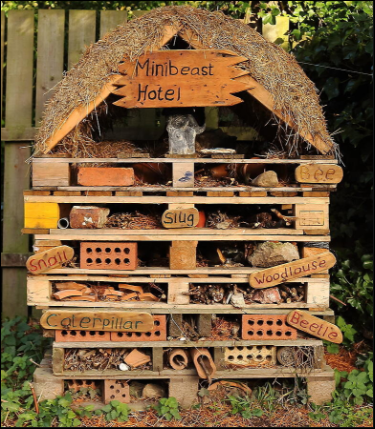 Minibeast
Hotel
Bee
Slug
Snail
Woodlouse
Caterpillar
Beetle